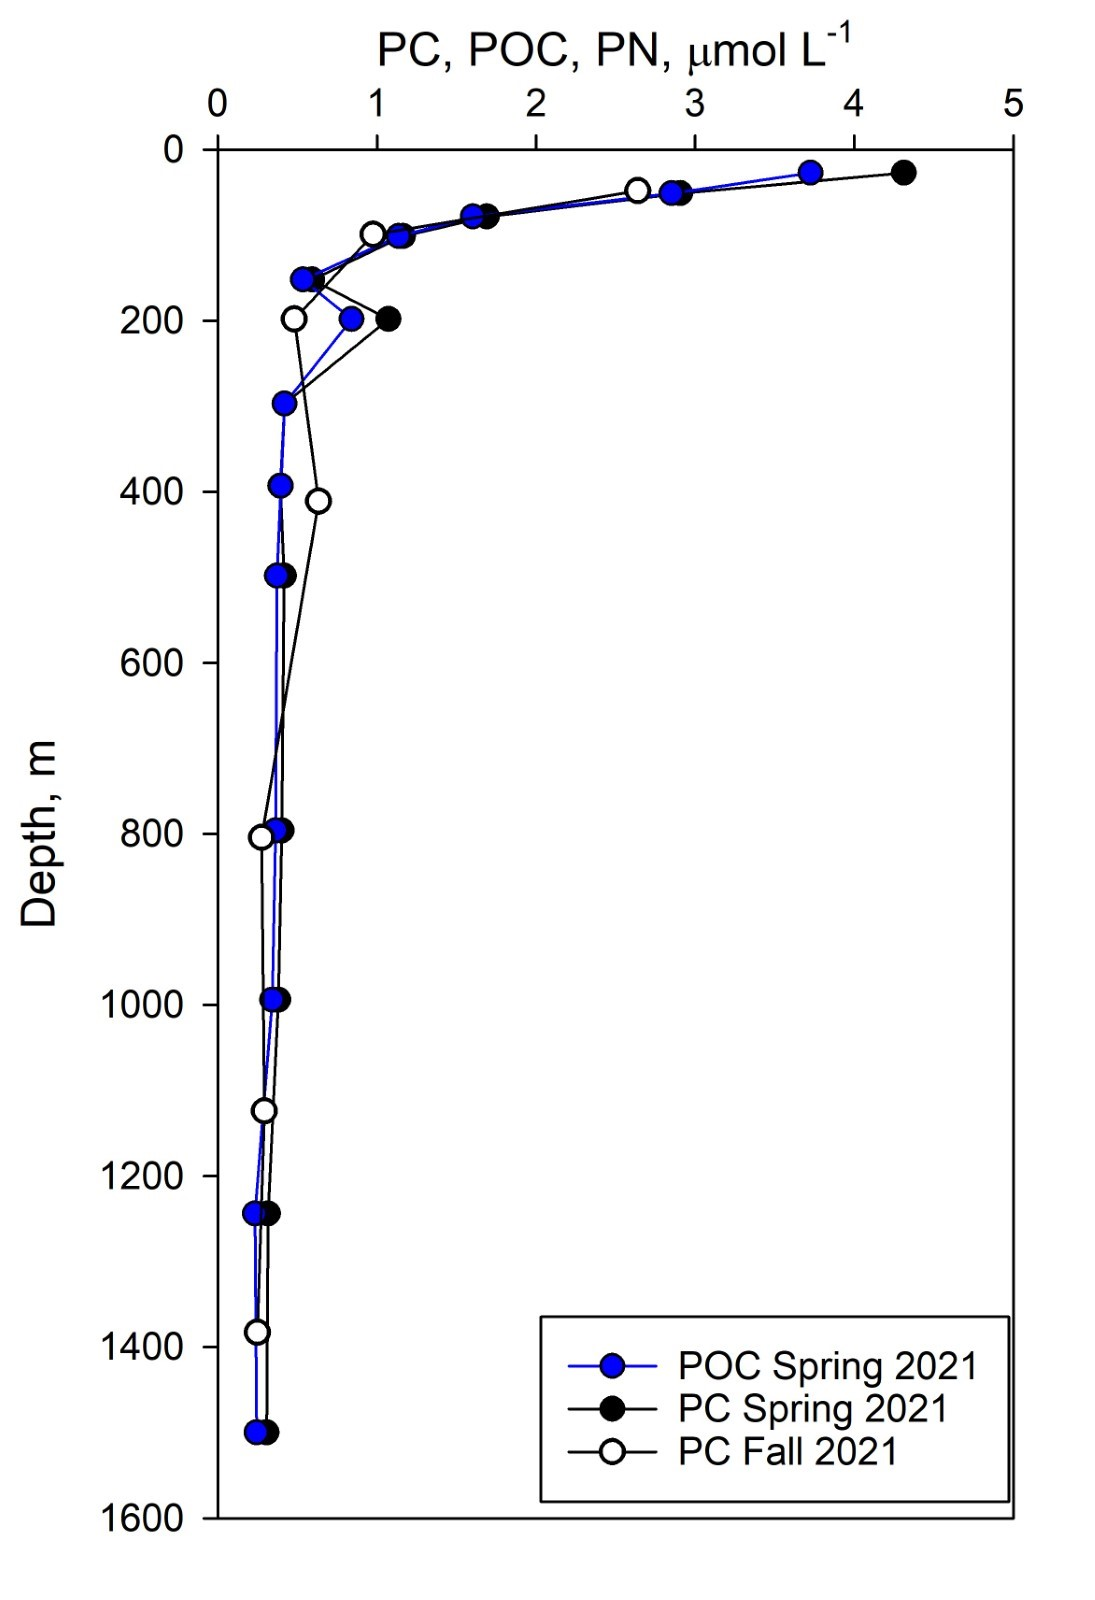 PC, POC, PN, μmol L⁻¹
0 1 2 3 4 5
0
200
400
600
800
1000
1200
1400
1600
Depth, m
POC Spring 2021
PC Spring 2021
PC Fall 2021